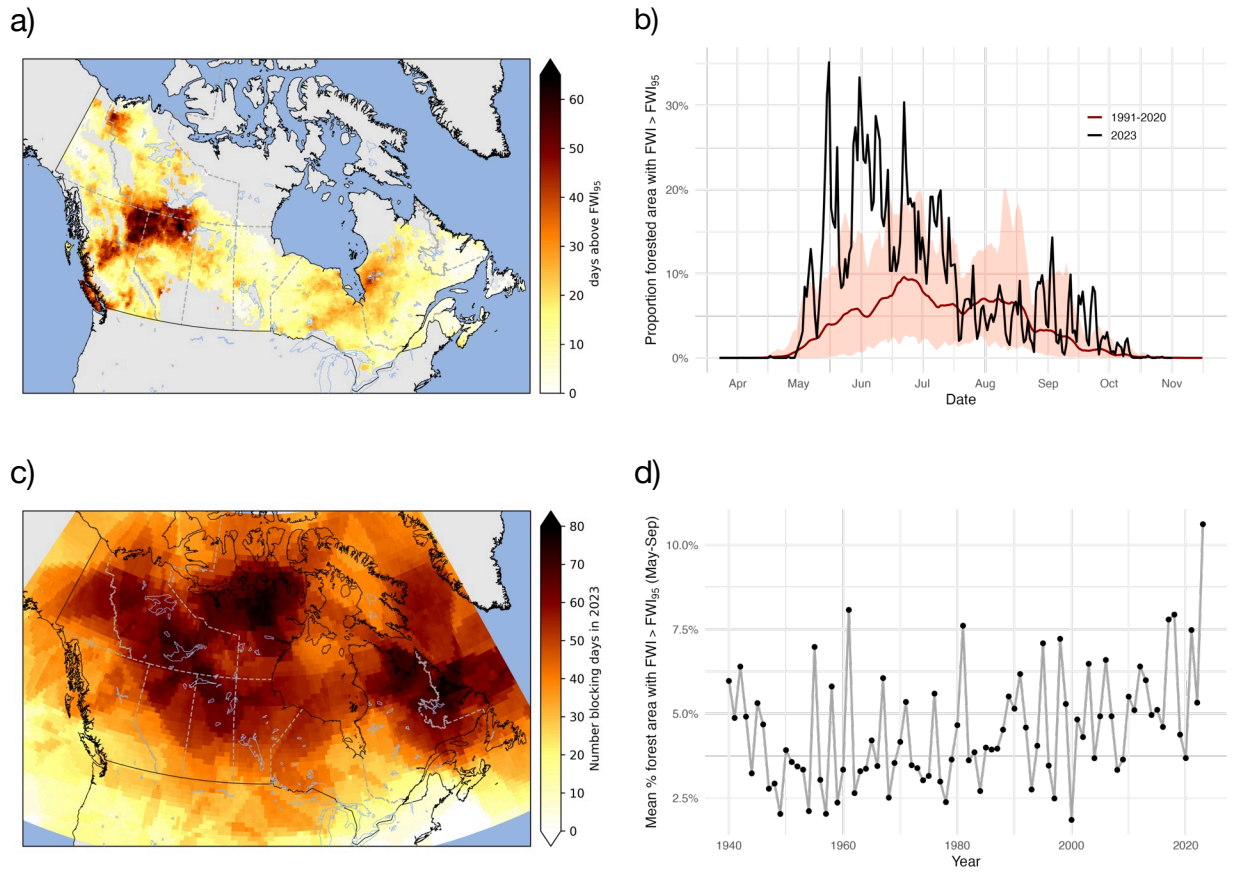 a)
60
50
40
30
20
10
0
days above FWI95
b)
Proportion forested area with FWI > FWI95
30%
20%
10%
0%
1991-2020
2023
Apr May Jun Jul Aug Sep Oct Nov
Date
c)
80
70
60
50
40
30
20
10
0
Number blocking days in 2023
d)
Mean % forest area with FWI > FWI95 (May-Sep)
10.0%
7.5%
5.0%
2.5%
1940 1960 1980 2000 2020
Year